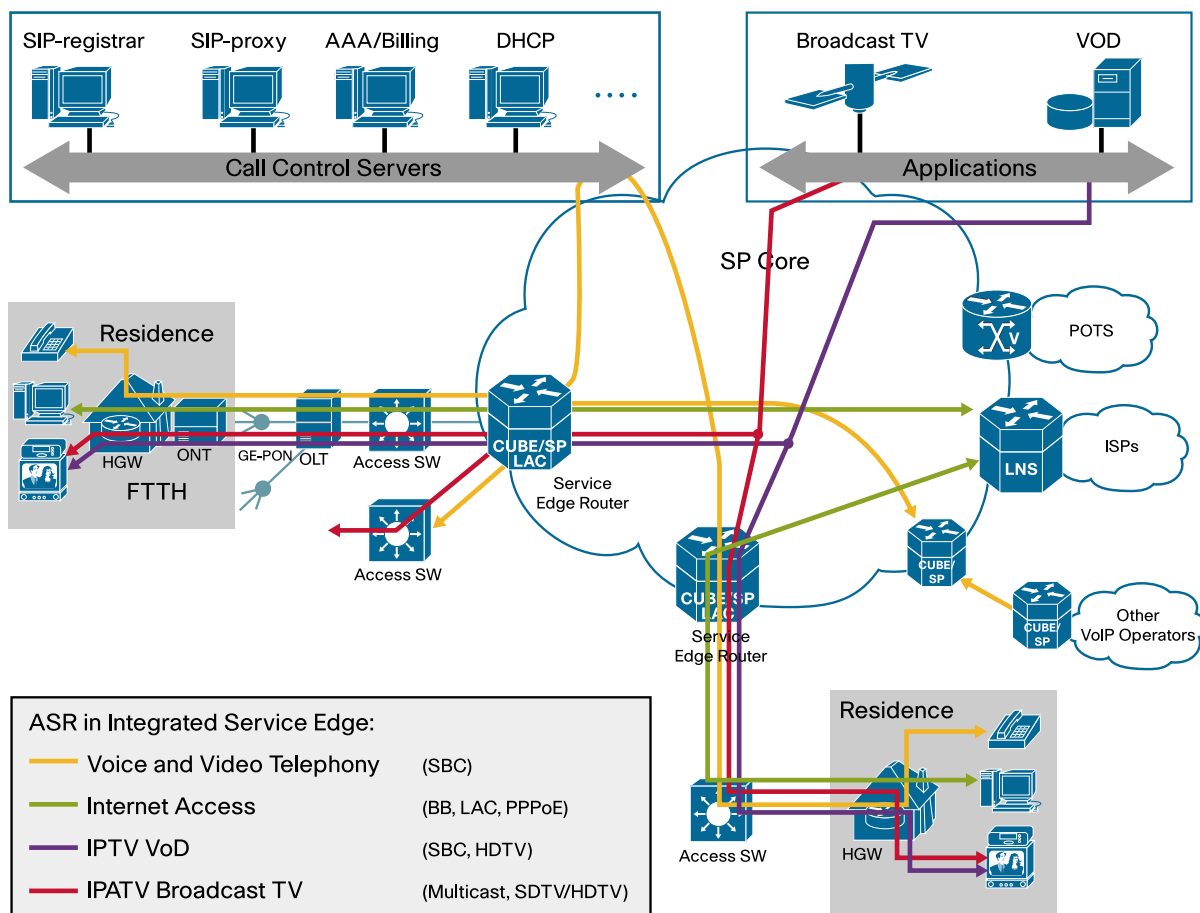 SIP-registrar
SIP-proxy
AAA/Billing
DHCP
....
Call Control Servers
Broadcast TV
VOD
Applications
SP Core
Residence
HGW
ONT
GE-PON
OLT
Access SW
FTTH
CUBE/SP
LAC
Service
Edge Router
Access SW
V
POTS
LNS
ISPs
CUBE/
SP
CUBE/
SP
Other
VoIP Operators
CUBE/SP
LAC
Service
Edge Router
Access SW
Residence
HGW
ASR in Integrated Service Edge:
Voice and Video Telephony (SBC)
Internet Access (BB, LAC, PPPoE)
IPTV VoD (SBC, HDTV)
IPATV Broadcast TV (Multicast, SDTV/HDTV)